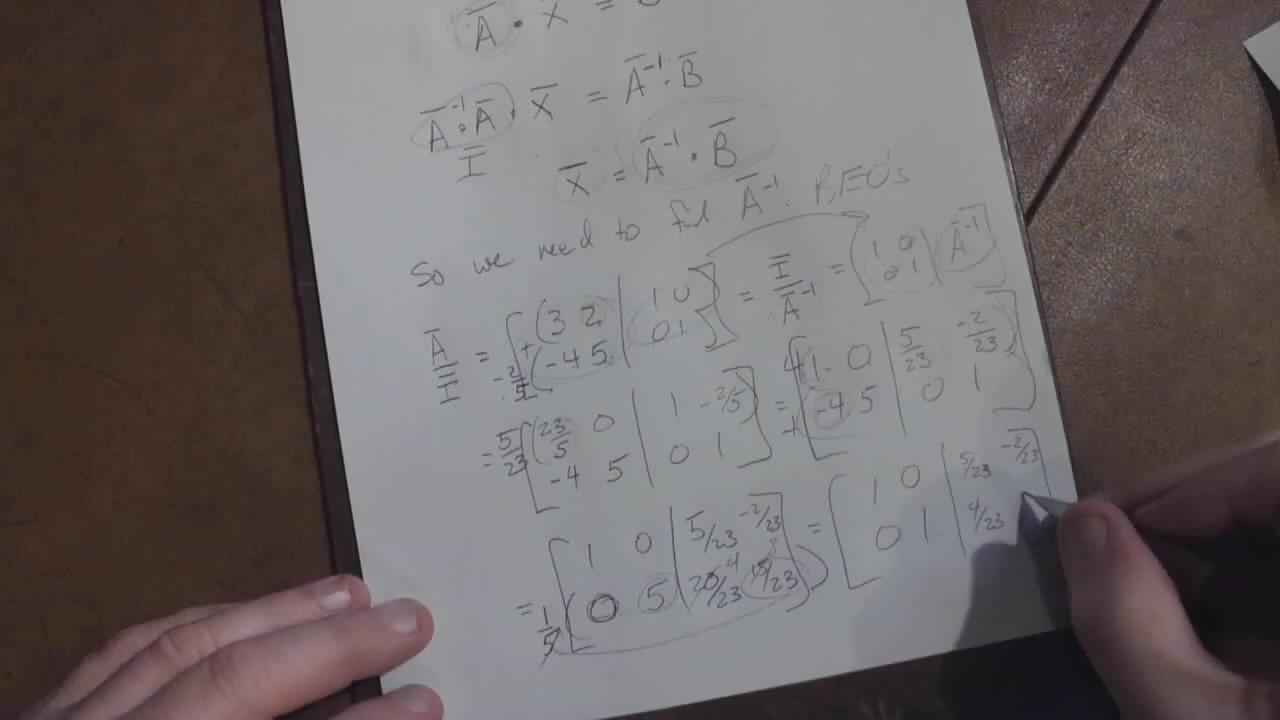 A̅ · X̅ =
A̅⁻¹ · A̅ · X̅ = A̅⁻¹ · B̅
I̅
X̅ = A̅⁻¹ · B̅
So we need to find A̅⁻¹. BEO's
A̅/I̅ = [3 2 | 1 0; -4 5 | 0 1] = I̅/A̅⁻¹ = [1 0; 0 1 | A̅⁻¹]
-2/5
= 5/23 [23/5 0 | 1 -2/5; -4 5 | 0 1] = 4 [1 0 | 5/23 -2/23; -4 5 | 0 1]
= 1/5 [1 0 | 5/23 -2/23; 0 5 | 20/23 15/23] = [1 0 | 5/23 -2/23; 0 1 | 4/23